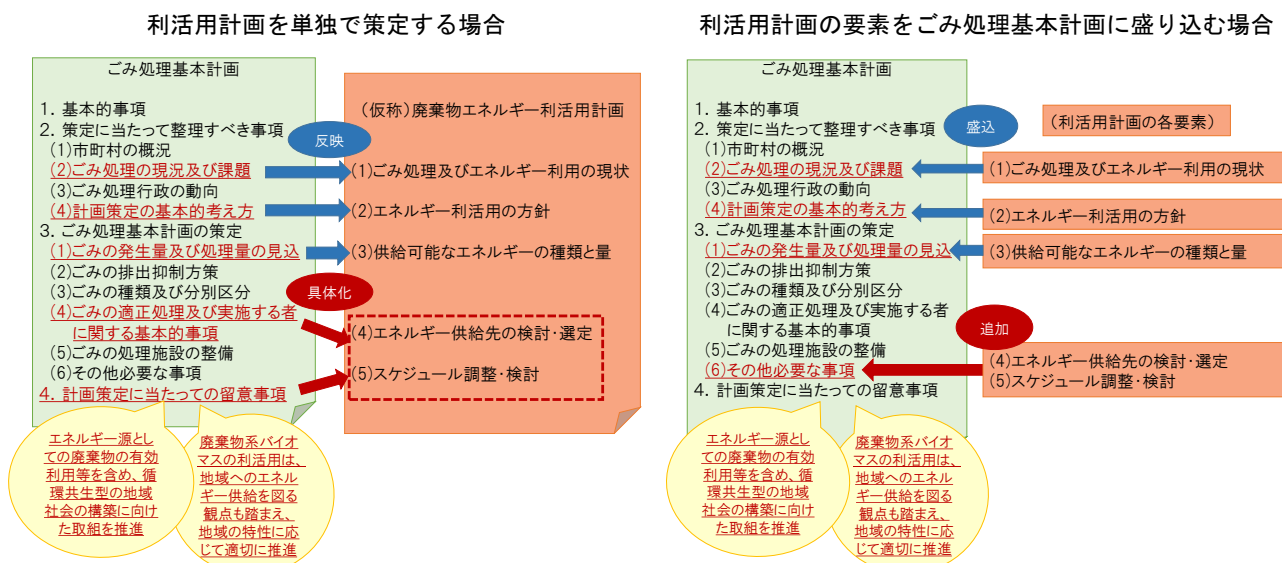 利活用計画を単独で策定する場合
ごみ処理基本計画
1. 基本的事項
2. 策定に当たって整理すべき事項
(1)市町村の概況
(2)ごみ処理の現況及び課題
(3)ごみ処理行政の動向
(4)計画策定の基本的考え方
3. ごみ処理基本計画の策定
(1)ごみの発生量及び処理量の見込
(2)ごみの排出抑制方策
(3)ごみの種類及び分別区分
(4)ごみの適正処理及び実施する者
に関する基本的事項
(5)ごみの処理施設の整備
(6)その他必要な事項
4. 計画策定に当たっての留意事項
反映
具体化
(仮称)廃棄物エネルギー利活用計画
(1)ごみ処理及びエネルギー利用の現状
(2)エネルギー利活用の方針
(3)供給可能なエネルギーの種類と量
(4)エネルギー供給先の検討・選定
(5)スケジュール調整・検討
エネルギー源とし
ての廃棄物の有効
利用等を含め、循
環共生型の地域
社会の構築に向け
た取組を推進
廃棄物系バイオ
マスの利活用は、
地域へのエネル
ギー供給を図る
観点も踏まえ、
地域の特性に応
じて適切に推進
利活用計画の要素をごみ処理基本計画に盛り込む場合
ごみ処理基本計画
1. 基本的事項
2. 策定に当たって整理すべき事項
(1)市町村の概況
(2)ごみ処理の現況及び課題
(3)ごみ処理行政の動向
(4)計画策定の基本的考え方
3. ごみ処理基本計画の策定
(1)ごみの発生量及び処理量の見込
(2)ごみの排出抑制方策
(3)ごみの種類及び分別区分
(4)ごみの適正処理及び実施する者
に関する基本的事項
(5)ごみの処理施設の整備
(6)その他必要な事項
4. 計画策定に当たっての留意事項
盛込
追加
(利活用計画の各要素)
(1)ごみ処理及びエネルギー利用の現状
(2)エネルギー利活用の方針
(3)供給可能なエネルギーの種類と量
(4)エネルギー供給先の検討・選定
(5)スケジュール調整・検討
エネルギー源とし
ての廃棄物の有効
利用等を含め、循
環共生型の地域
社会の構築に向け
た取組を推進
廃棄物系バイオ
マスの利活用は、
地域へのエネル
ギー供給を図る
観点も踏まえ、
地域の特性に応
じて適切に推進